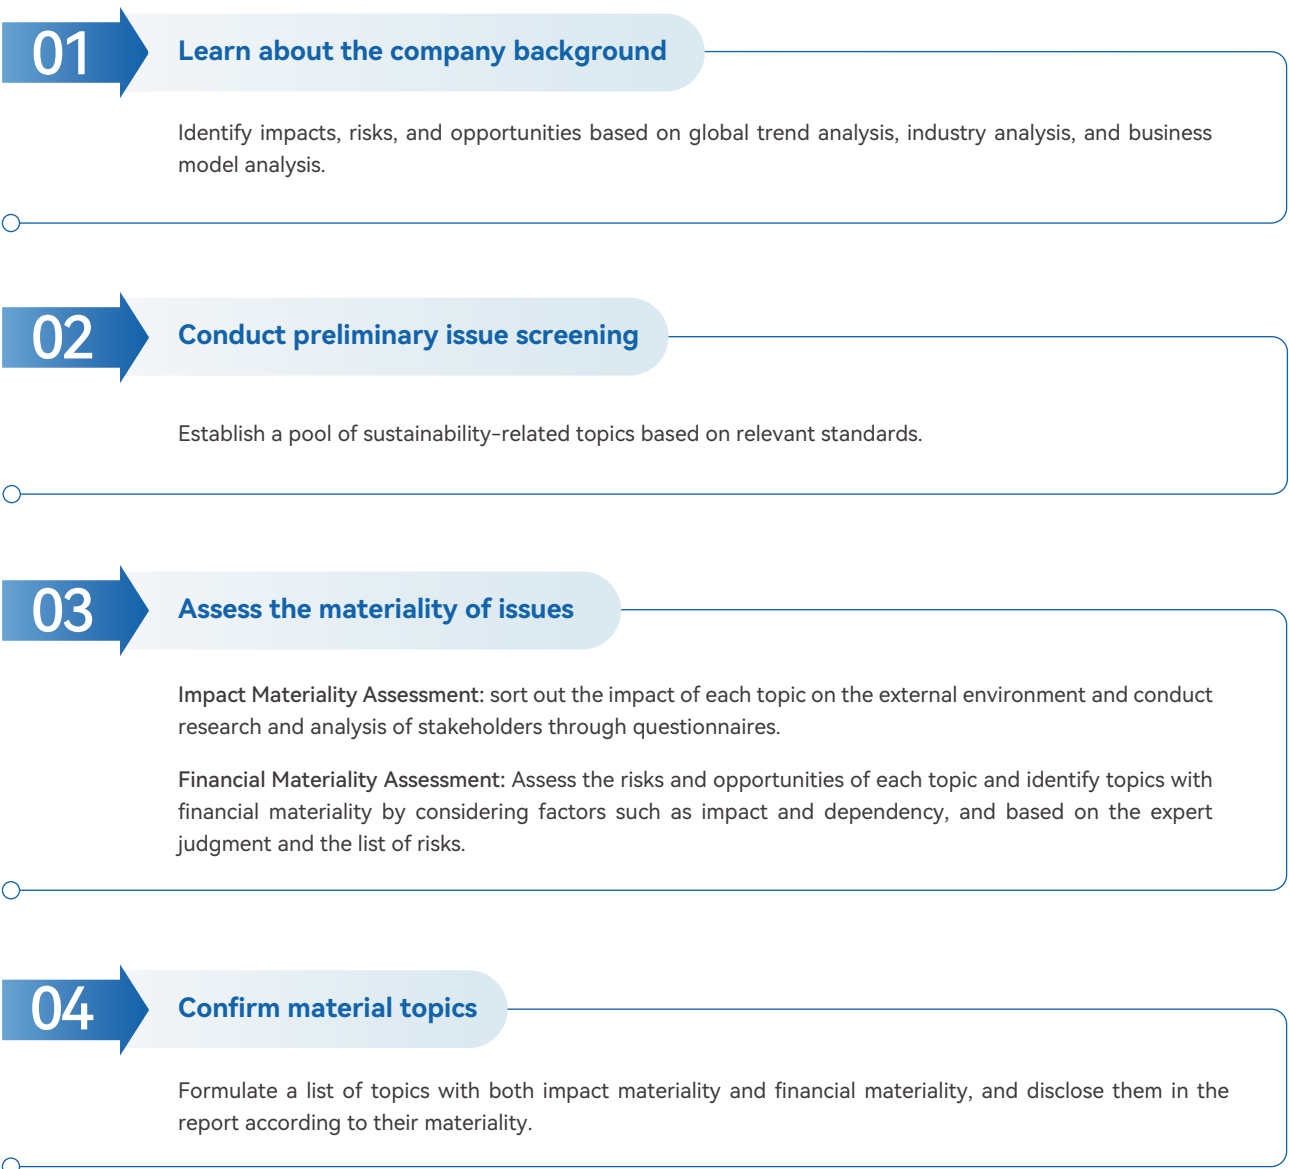 01
Learn about the company background
Identify impacts, risks, and opportunities based on global trend analysis, industry analysis, and business
model analysis.
02
Conduct preliminary issue screening
Establish a pool of sustainability-related topics based on relevant standards.
03
Assess the materiality of issues
Impact Materiality Assessment: sort out the impact of each topic on the external environment and conduct
research and analysis of stakeholders through questionnaires.
Financial Materiality Assessment: Assess the risks and opportunities of each topic and identify topics with
financial materiality by considering factors such as impact and dependency, and based on the expert
judgment and the list of risks.
04
Confirm material topics
Formulate a list of topics with both impact materiality and financial materiality, and disclose them in the
report according to their materiality.